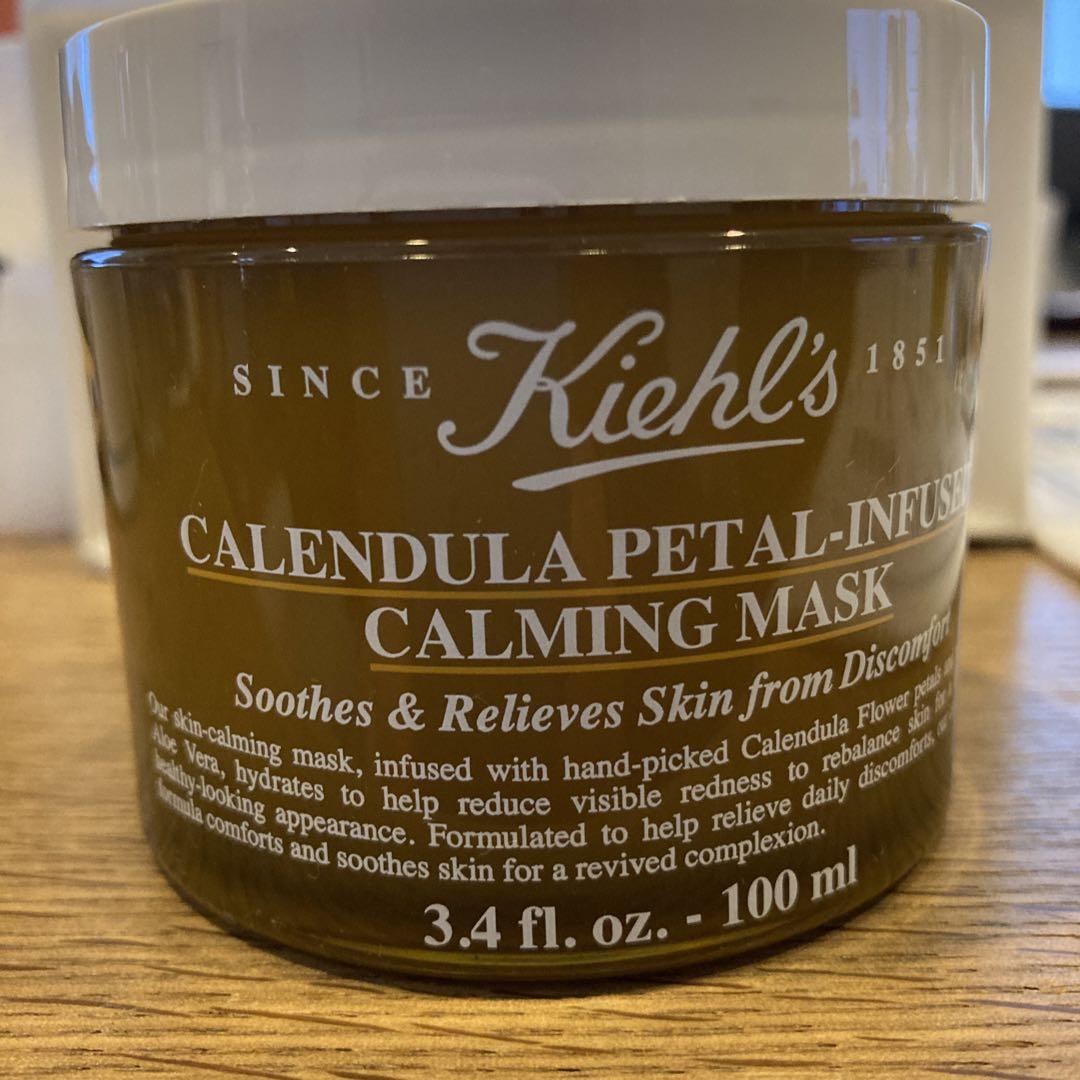 SINCE Kiehl's 1851
CALENDULA PETAL-INFUSE
CALMING MASK
Soothes & Relieves Skin from Discomfort
Our skin-calming mask, infused with hand-picked Calendula Flower petals
Aloe Vera, hydrates to help reduce visible redness to rebalance skin for
healthy-looking appearance. Formulated to help relieve daily discomforts,
formula comforts and soothes skin for a revived complexion.
3.4 fl. oz. - 100 ml